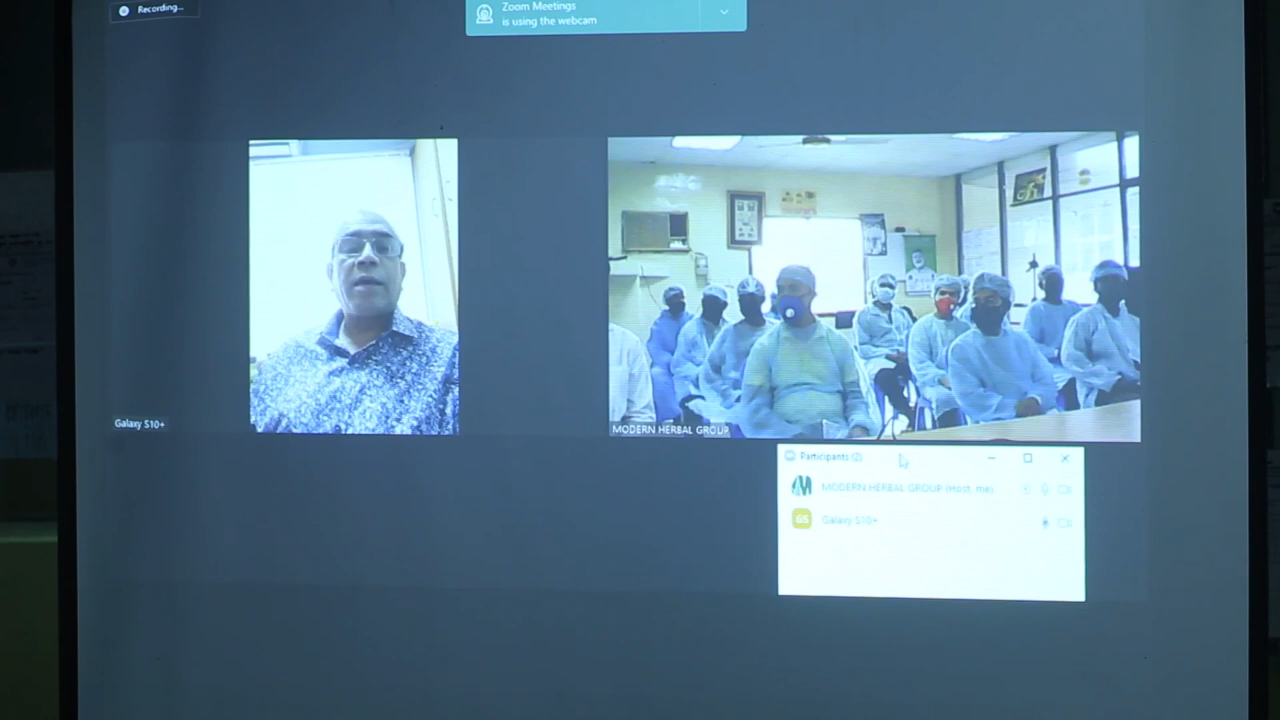 Recording...
Zoom Meetings
is using the webcam
Galaxy S10+
MODERN HERBAL GROUP
Participants (2)
MODERN HERBAL GROUP (Host, me)
GS
Galaxy S10+